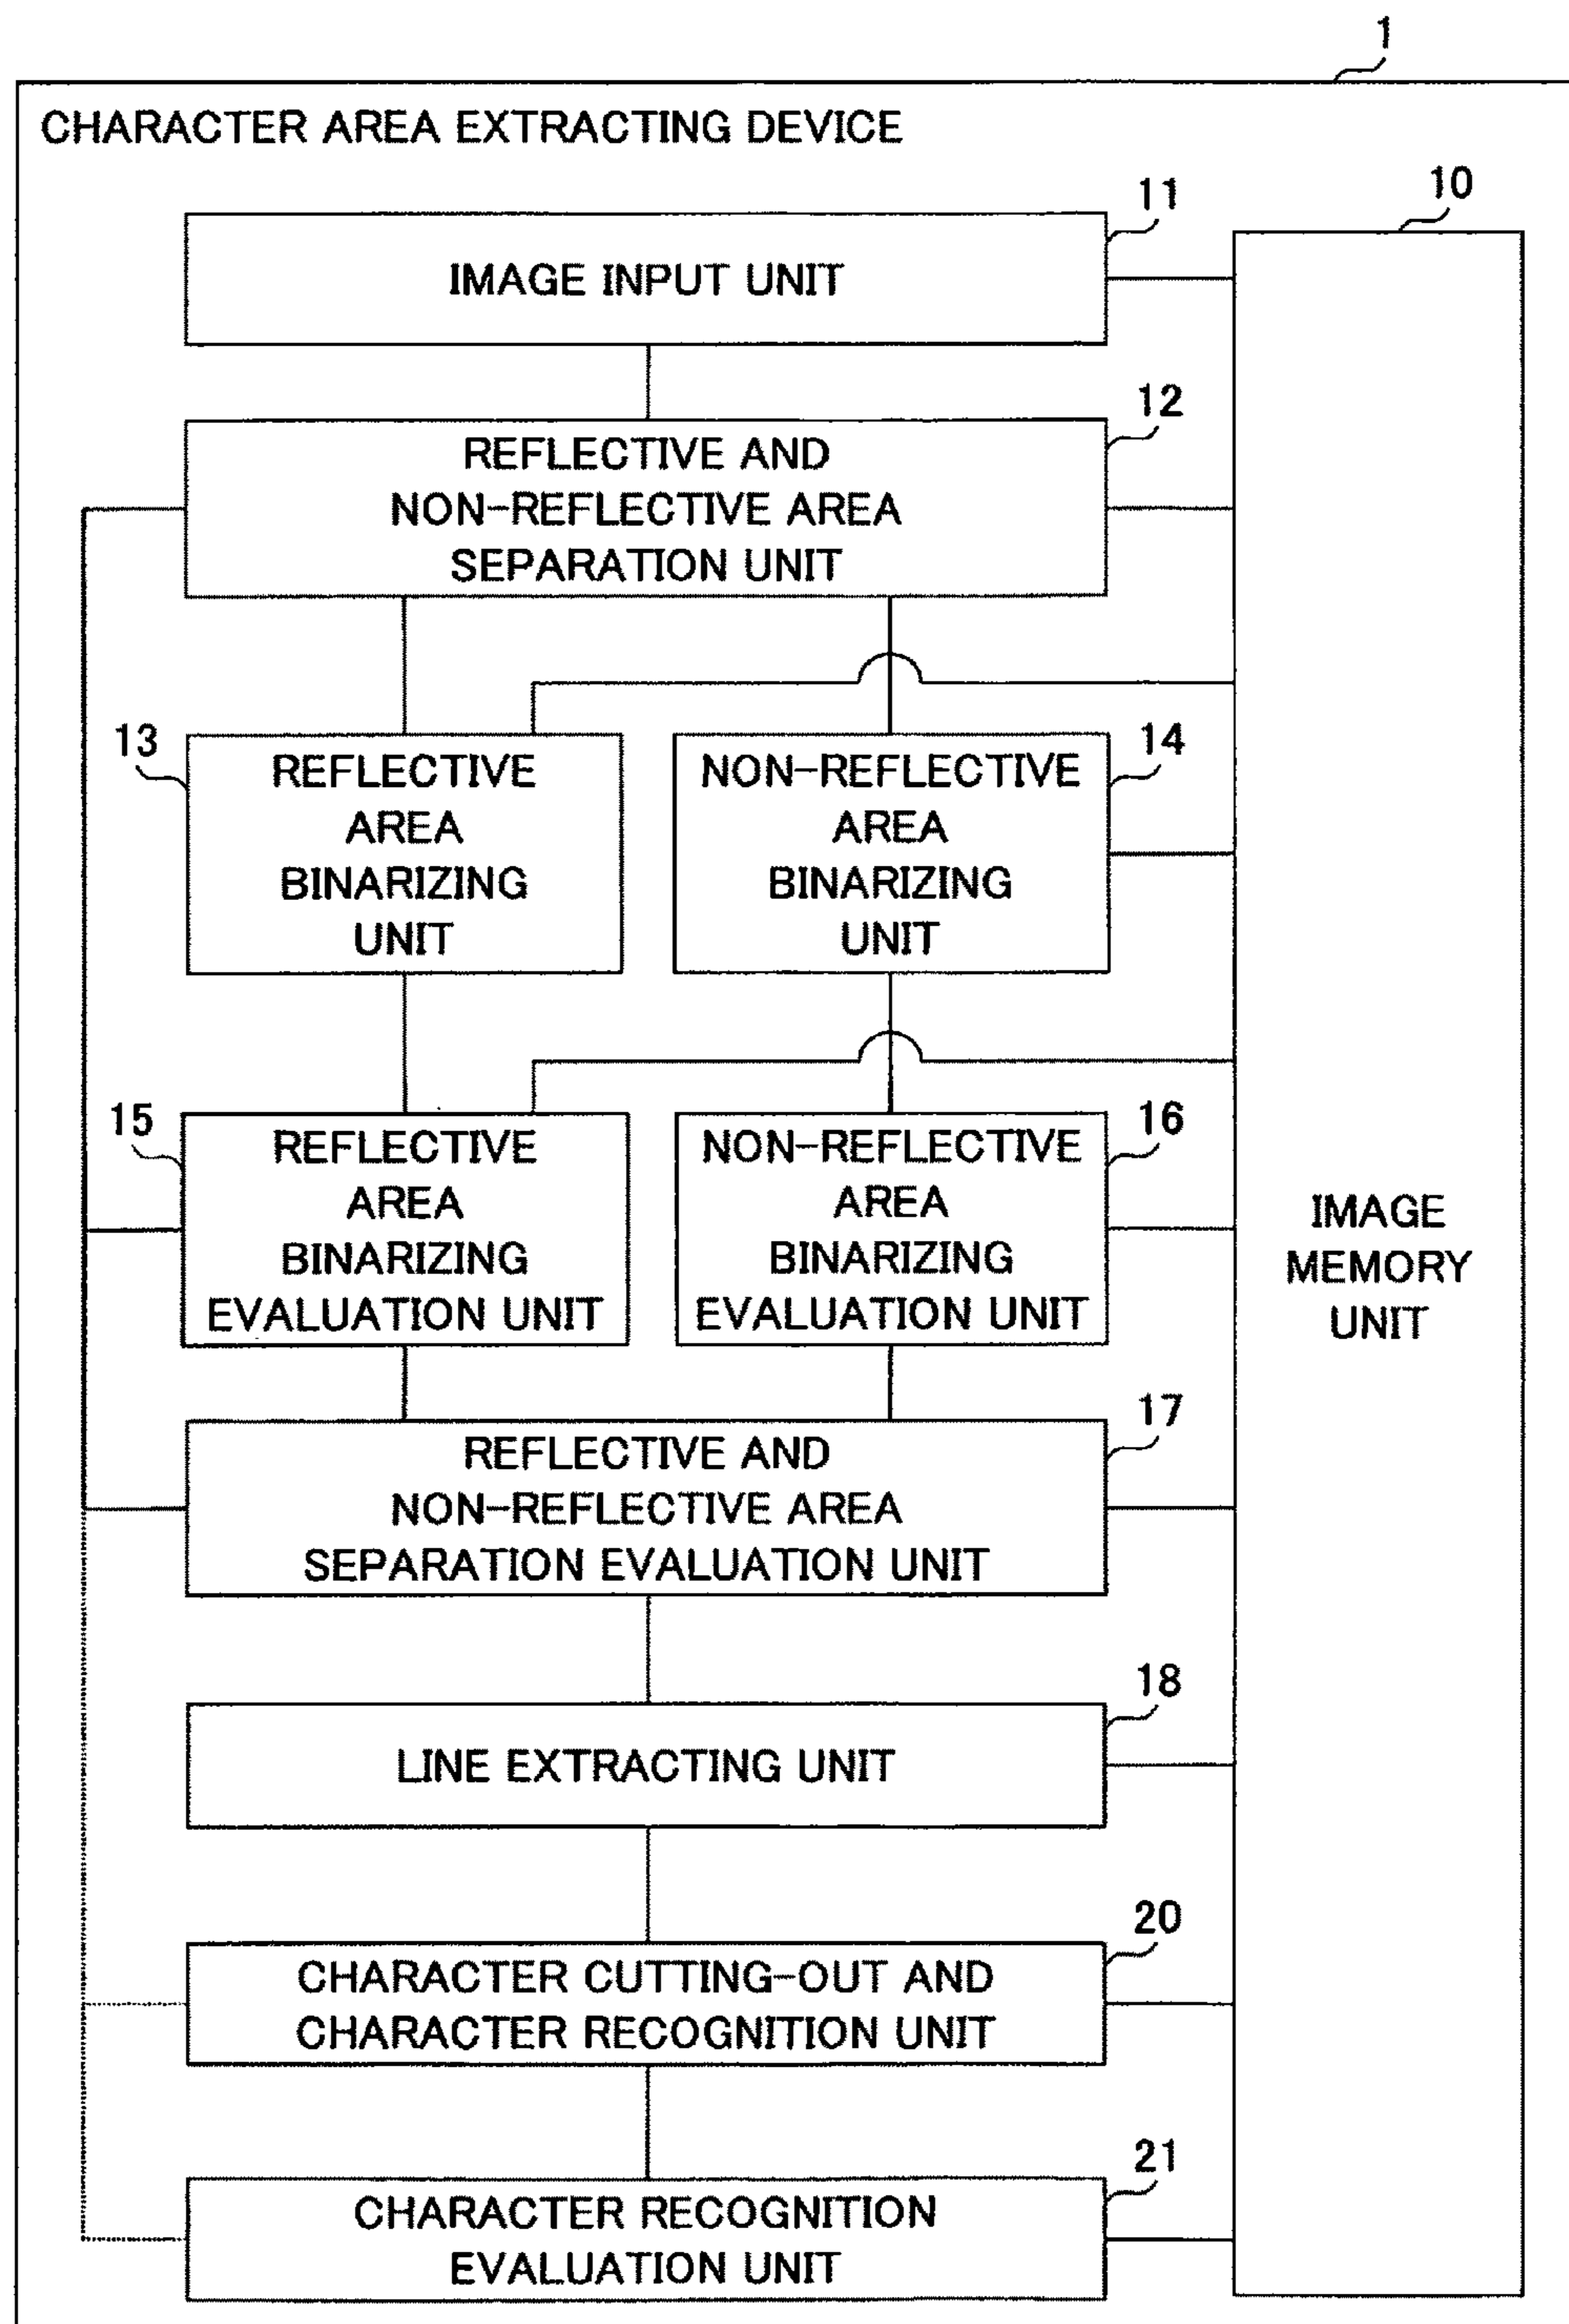 1
CHARACTER AREA EXTRACTING DEVICE
11
10
IMAGE INPUT UNIT
12
REFLECTIVE AND
NON-REFLECTIVE AREA
SEPARATION UNIT
13
REFLECTIVE
AREA
BINARIZING
UNIT
14
NON-REFLECTIVE
AREA
BINARIZING
UNIT
15
REFLECTIVE
AREA
BINARIZING
EVALUATION UNIT
16
NON-REFLECTIVE
AREA
BINARIZING
EVALUATION UNIT
IMAGE
MEMORY
UNIT
17
REFLECTIVE AND
NON-REFLECTIVE AREA
SEPARATION EVALUATION UNIT
18
LINE EXTRACTING UNIT
20
CHARACTER CUTTING-OUT AND
CHARACTER RECOGNITION UNIT
21
CHARACTER RECOGNITION
EVALUATION UNIT